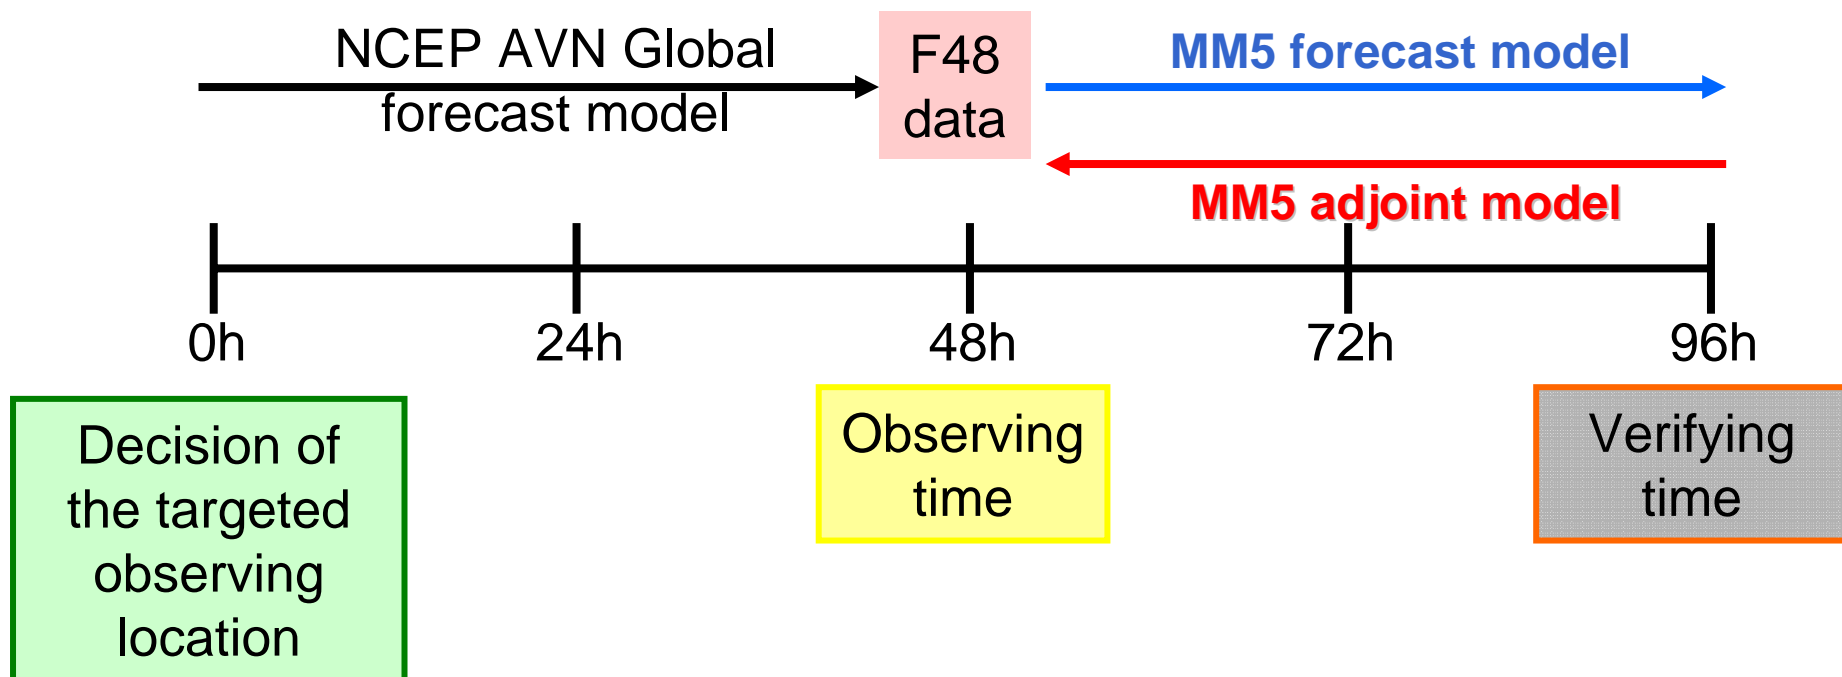 NCEP AVN Global
forecast model
F48
data
MM5 forecast model
MM5 adjoint model
0h
24h
48h
72h
96h
Decision of
the targeted
observing
location
Observing
time
Verifying
time